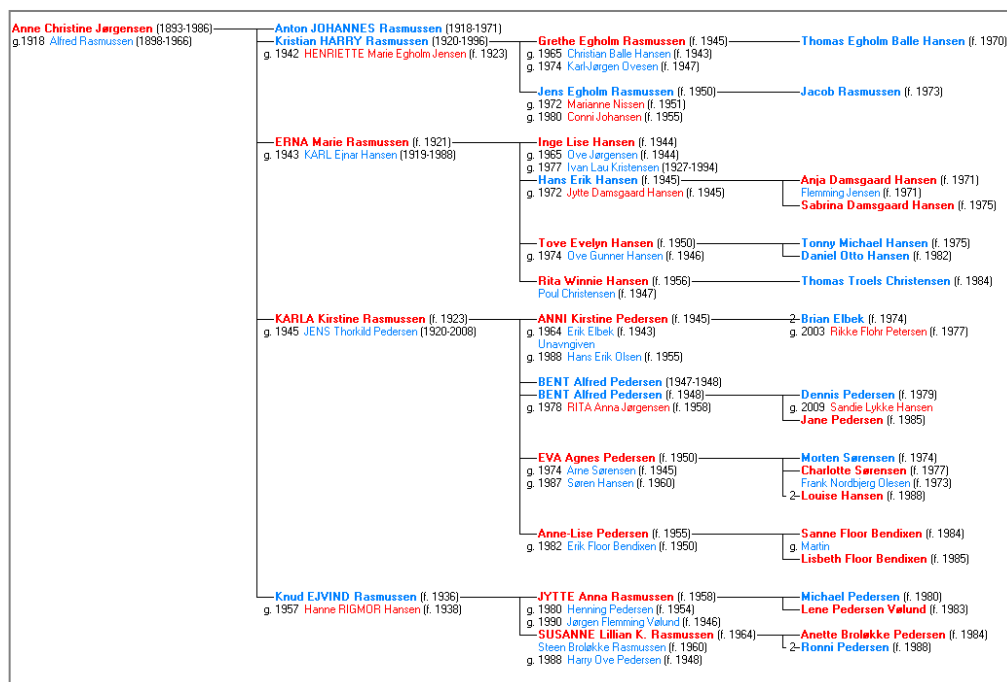 Anne Christine Jørgensen (1893-1986)
g.1918 Alfred Rasmussen (1898-1966)
Anton JOHANNES Rasmussen (1918-1971)
Kristian HARRY Rasmussen (1920-1996)
g. 1942 HENRIETTE Marie Egholm Jensen (f. 1923)
Grethe Egholm Rasmussen (f. 1945)
g. 1965 Christian Balle Hansen (f. 1943)
g. 1974 Karl-Jørgen Ovesen (f. 1947)
Thomas Egholm Balle Hansen (f. 1970)
Jens Egholm Rasmussen (f. 1950)
g. 1972 Marianne Nissen (f. 1951)
g. 1980 Conni Johansen (f. 1955)
Jacob Rasmussen (f. 1973)
ERNA Marie Rasmussen (f. 1921)
g. 1943 KARL Ejnar Hansen (1919-1988)
Inge Lise Hansen (f. 1944)
g. 1965 Ove Jørgensen (f. 1944)
g. 1977 Ivan Lau Kristensen (1927-1994)
Hans Erik Hansen (f. 1945)
g. 1972 Jytte Damsgaard Hansen (f. 1945)
Anja Damsgaard Hansen (f. 1971)
Flemming Jensen (f. 1971)
Sabrina Damsgaard Hansen (f. 1975)
Tove Evelyn Hansen (f. 1950)
g. 1974 Ove Gunner Hansen (f. 1946)
Tonny Michael Hansen (f. 1975)
Daniel Otto Hansen (f. 1982)
Rita Winnie Hansen (f. 1956)
Poul Christensen (f. 1947)
Thomas Troels Christensen (f. 1984)
KARLA Kirstine Rasmussen (f. 1923)
g. 1945 JENS Thorkild Pedersen (1920-2008)
ANNI Kirstine Pedersen (f. 1945)
g. 1964 Erik Elbek (f. 1943)
Unavngiven
g. 1988 Hans Erik Olsen (f. 1955)
2 Brian Elbek (f. 1974)
g. 2003 Rikke Flohr Petersen (f. 1977)
BENT Alfred Pedersen (1947-1948)
BENT Alfred Pedersen (f. 1948)
g. 1978 RITA Anna Jørgensen (f. 1958)
Dennis Pedersen (f. 1979)
g. 2009 Sandie Lykke Hansen
Jane Pedersen (f. 1985)
EVA Agnes Pedersen (f. 1950)
g. 1974 Arne Sørensen (f. 1945)
g. 1987 Søren Hansen (f. 1960)
Morten Sørensen (f. 1974)
Charlotte Sørensen (f. 1977)
Frank Nordbjerg Olesen (f. 1973)
2 Louise Hansen (f. 1988)
Anne-Lise Pedersen (f. 1955)
g. 1982 Erik Floor Bendixen (f. 1950)
Sanne Floor Bendixen (f. 1984)
g. Martin
Lisbeth Floor Bendixen (f. 1985)
Knud EJVIND Rasmussen (f. 1936)
g. 1957 Hanne RIGMOR Hansen (f. 1938)
JYTTE Anna Rasmussen (f. 1958)
g. 1980 Henning Pedersen (f. 1954)
g. 1990 Jørgen Flemming Vølund (f. 1946)
Michael Pedersen (f. 1980)
Lene Pedersen Vølund (f. 1983)
SUSANNE Lillian K. Rasmussen (f. 1964)
Steen Broløkke Rasmussen (f. 1960)
g. 1988 Harry Ove Pedersen (f. 1948)
Anette Broløkke Pedersen (f. 1984)
2 Ronni Pedersen (f. 1988)